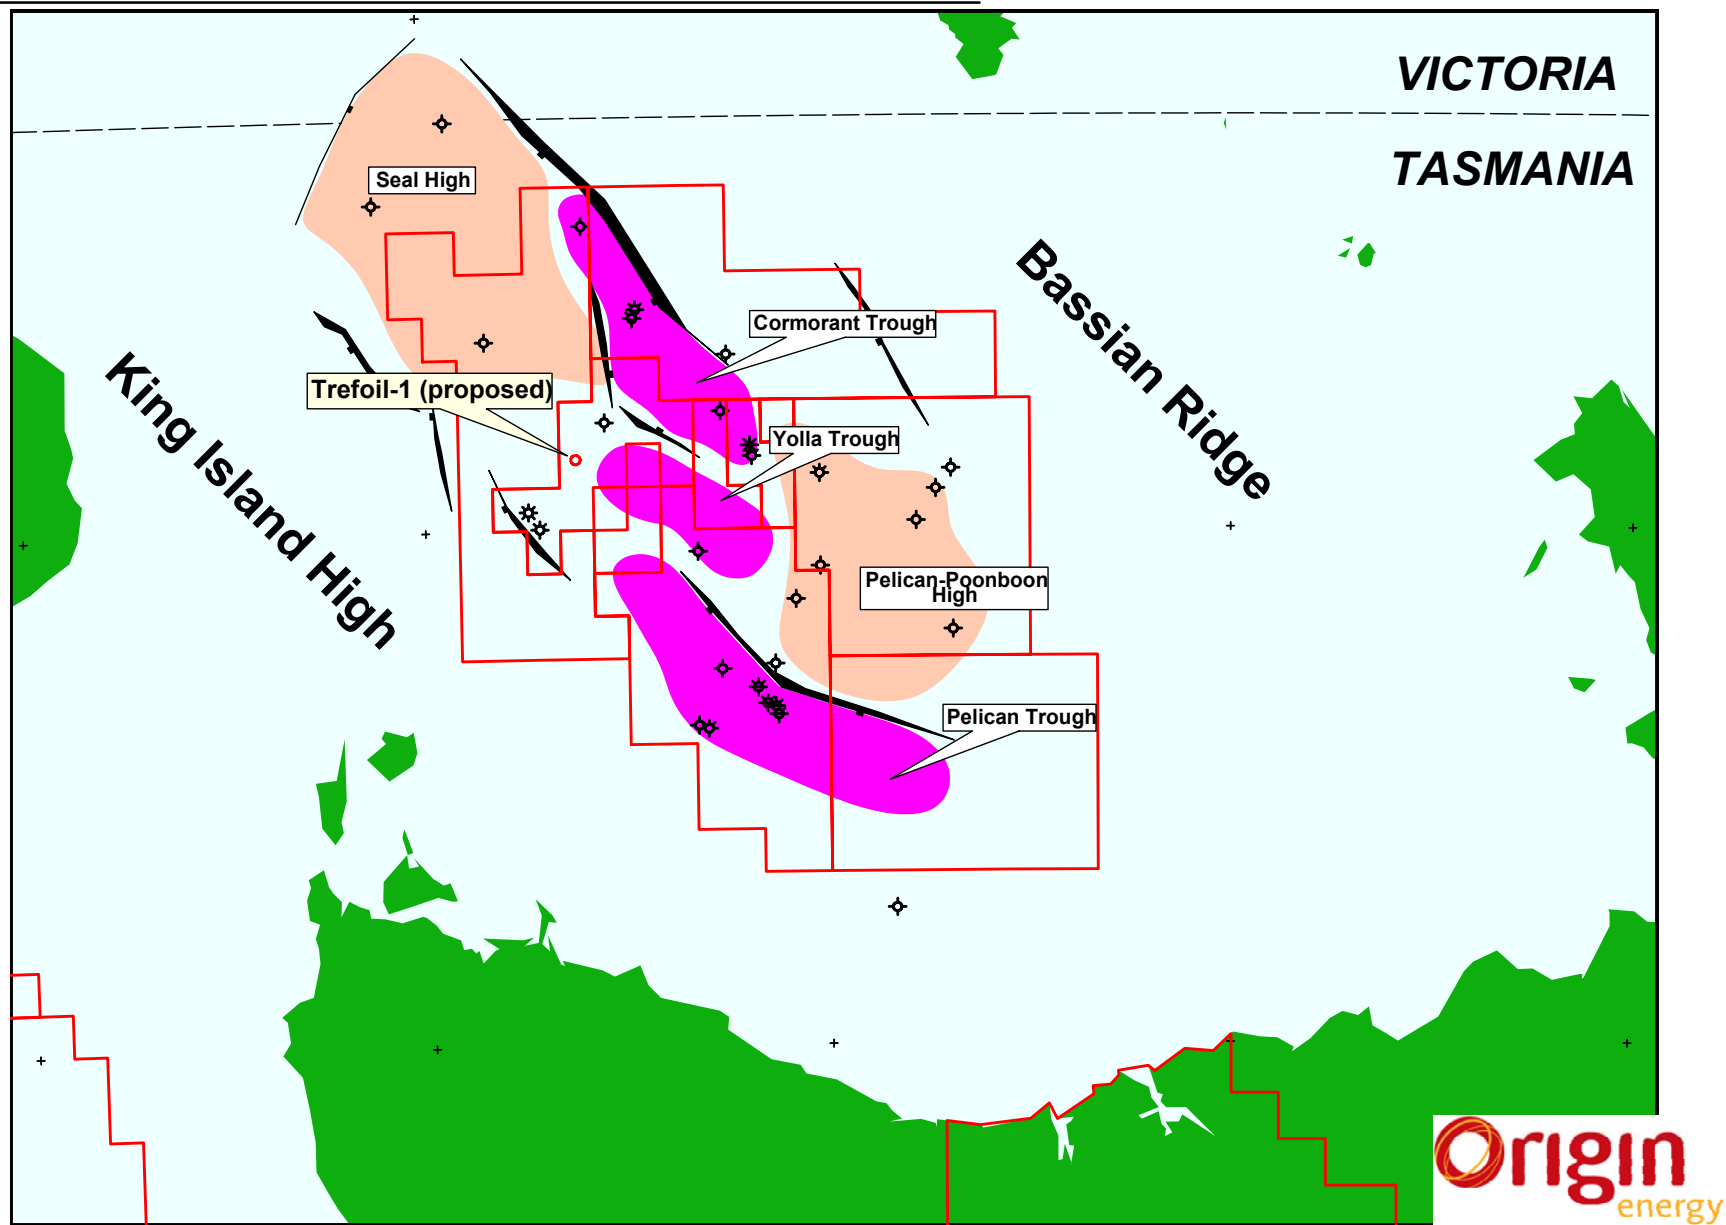 VICTORIA
TASMANIA
Seal High
Bassian Ridge
Cormorant Trough
King Island High
Trefoil-1 (proposed)
Yolla Trough
Pelican-Poonboon
High
Pelican Trough
Origin
energy